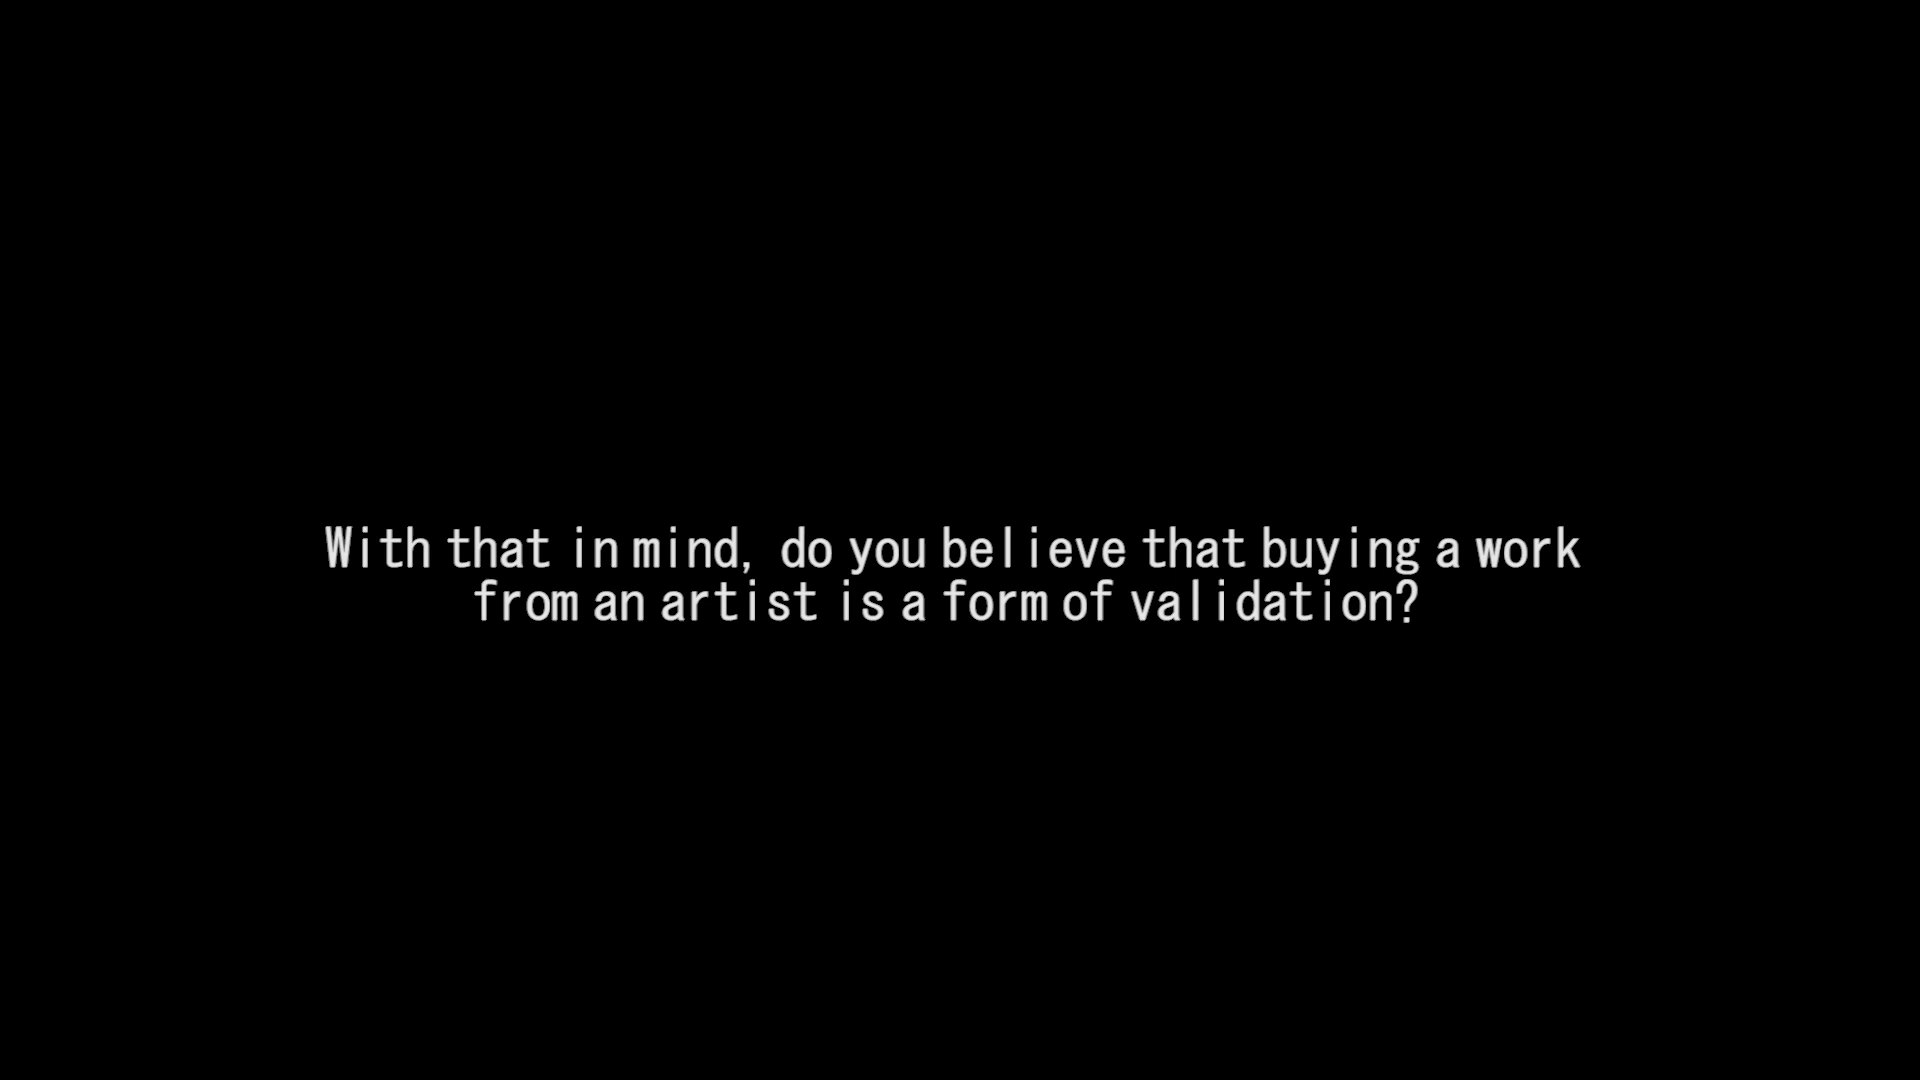 With that in mind, do you believe that buying a work
from an artist is a form of validation?